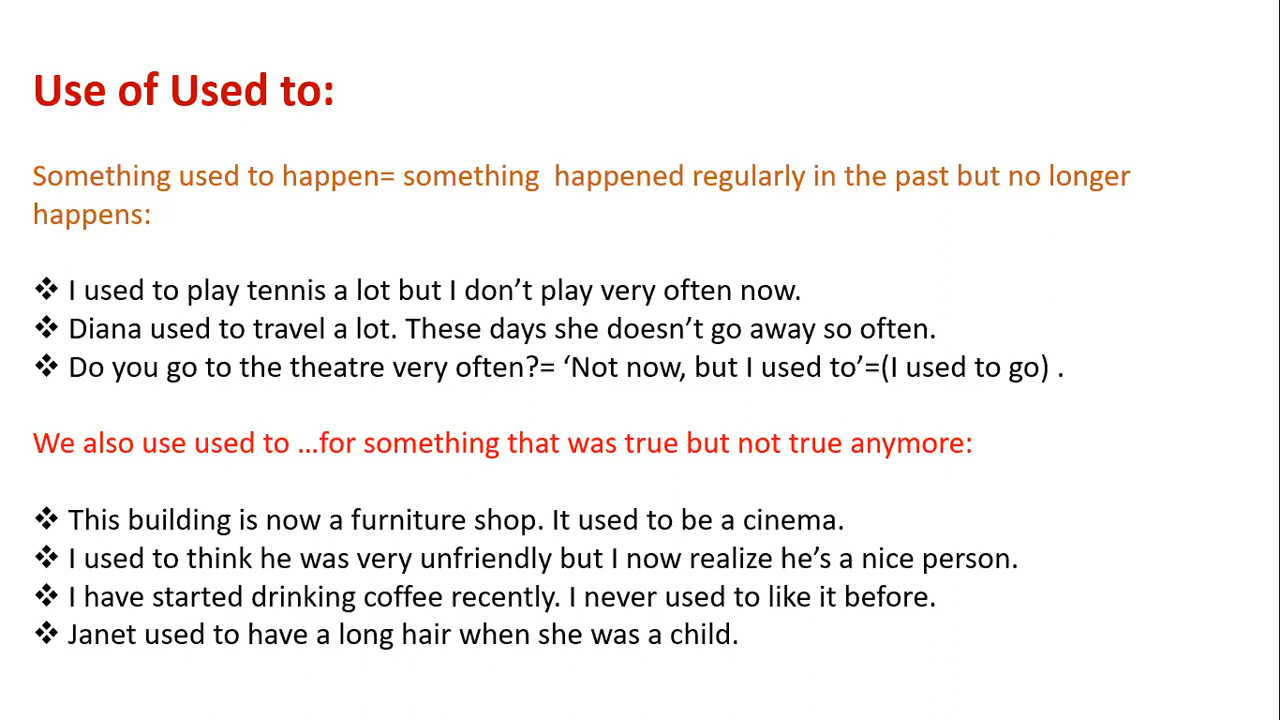 Use of Used to:
Something used to happen= something  happened regularly in the past but no longer
happens:
❖ I used to play tennis a lot but I don’t play very often now.
❖ Diana used to travel a lot. These days she doesn’t go away so often.
❖ Do you go to the theatre very often?= ‘Not now, but I used to’=(I used to go) .
We also use used to …for something that was true but not true anymore:
❖ This building is now a furniture shop. It used to be a cinema.
❖ I used to think he was very unfriendly but I now realize he’s a nice person.
❖ I have started drinking coffee recently. I never used to like it before.
❖ Janet used to have a long hair when she was a child.